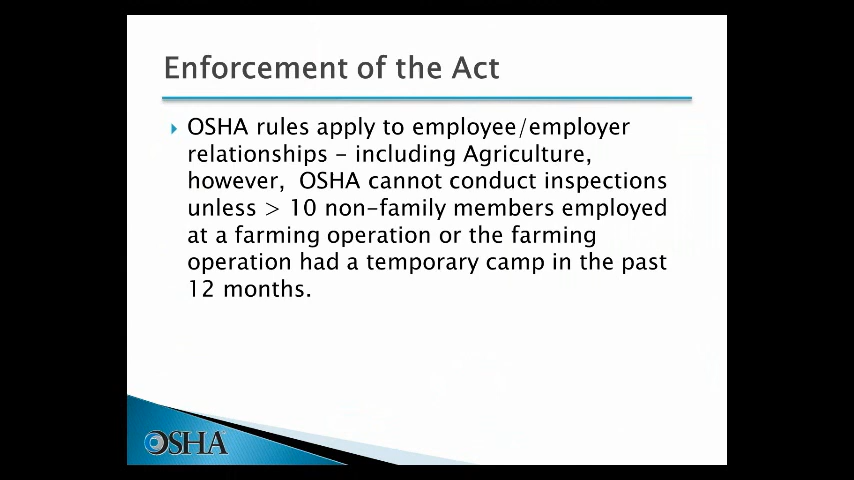 Enforcement of the Act
OSHA rules apply to employee/employer
relationships – including Agriculture,
however,  OSHA cannot conduct inspections
unless > 10 non-family members employed
at a farming operation or the farming
operation had a temporary camp in the past
12 months.
OSHA